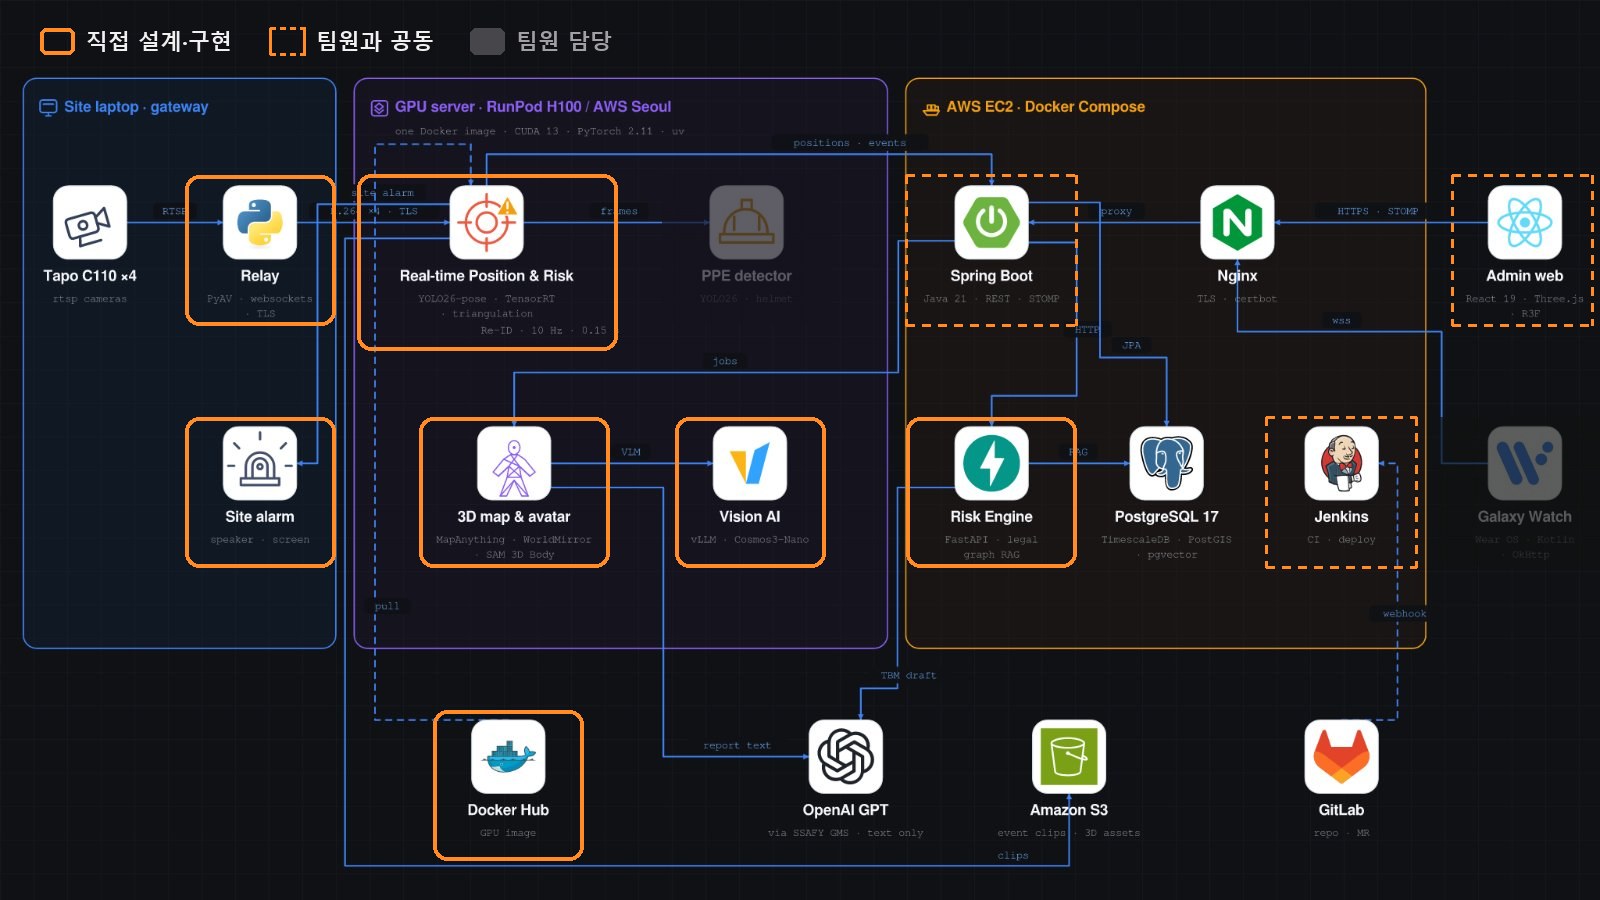 직접 설계·구현
팀원과 공동
팀원 담당
Site laptop · gateway
GPU server · RunPod H100 / AWS Seoul
one Docker image · CUDA 13 · PyTorch 2.11 · uv
AWS EC2 · Docker Compose
positions · events
site alarm
RTSP
×4 · TLS
frames
proxy
HTTPS · STOMP
Tapo C110 ×4
rtsp cameras
Relay
PyAV · websockets
· TLS
Real-time Position & Risk
YOLO26-pose · TensorRT
· triangulation
Re-ID · 10 Hz · 0.15
PPE detector
YOLO26 · helmet
Spring Boot
Java 21 · REST · STOMP
Nginx
TLS · certbot
Admin web
React 19 · Three.js
· R3F
HTTP
wss
JPA
jobs
VLM
RAG
Site alarm
speaker · screen
3D map & avatar
MapAnything · WorldMirror
· SAM 3D Body
Vision AI
vLLM · Cosmos3-Nano
Risk Engine
FastAPI · legal
graph RAG
PostgreSQL 17
TimescaleDB · PostGIS
· pgvector
Jenkins
CI · deploy
Galaxy Watch
Wear OS · Kotlin
· OkHttp
pull
webhook
TBM draft
report text
Docker Hub
GPU image
OpenAI GPT
via SSAFY GMS · text only
Amazon S3
event clips · 3D assets
GitLab
repo · MR
clips